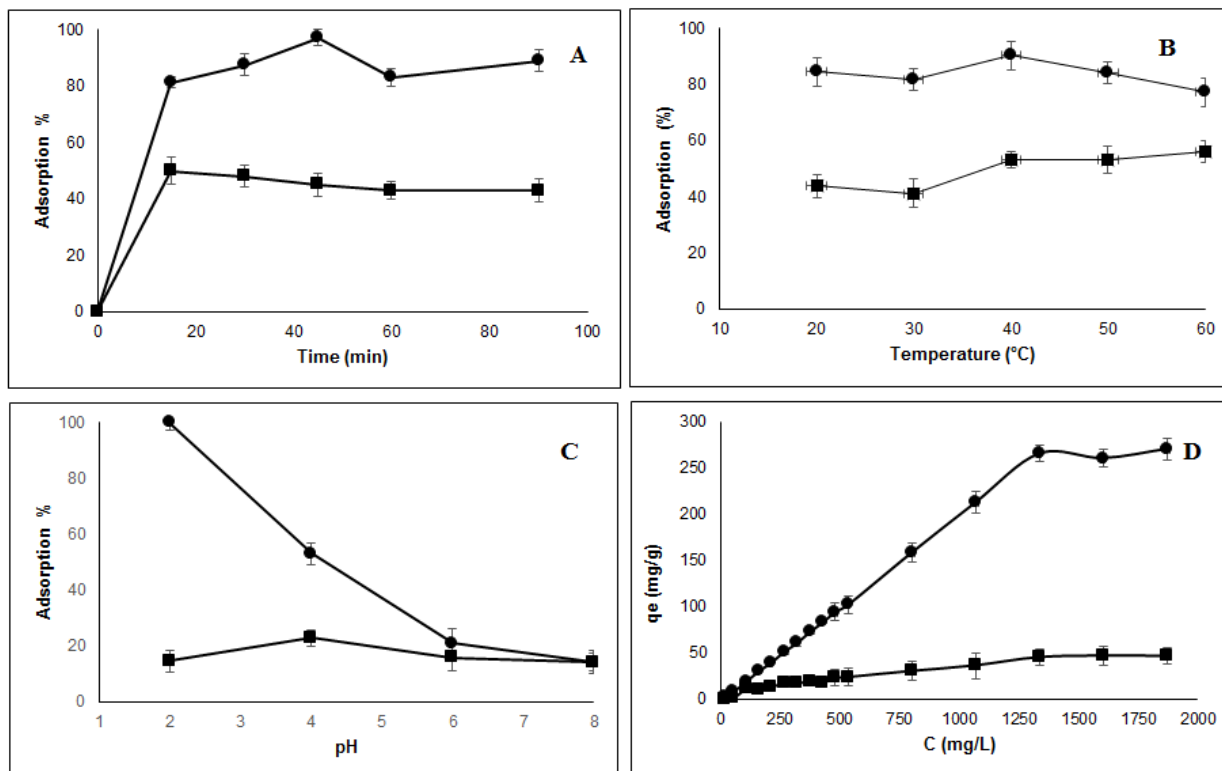 A
Adsorption %
100
80
60
40
20
0
0 20 40 60 80 100
Time (min)
B
Adsorption (%)
100
80
60
40
20
0
10 20 30 40 50 60
Temperature (°C)
C
Adsorption %
100
80
60
40
20
0
1 2 3 4 5 6 7 8
pH
D
qe (mg/g)
300
250
200
150
100
50
0
0 250 500 750 1000 1250 1500 1750 2000
C (mg/L)